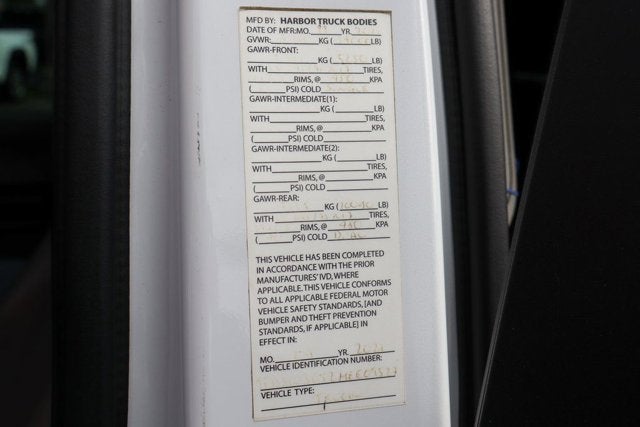 MFD BY: HARBOR TRUCK BODIES
DATE OF MFR:MO. YR.
GVWR: KG ( LB)
GAWR-FRONT:
KG ( LB)
WITH TIRES,
RIMS, @ KPA
( PSI) COLD
GAWR-INTERMEDIATE(1):
KG ( LB)
WITH TIRES,
RIMS, @ KPA
( PSI) COLD
GAWR-INTERMEDIATE(2):
KG ( LB)
WITH TIRES,
RIMS, @ KPA
( PSI) COLD
GAWR-REAR:
KG ( LB)
WITH TIRES,
RIMS, @ KPA
( PSI) COLD
THIS VEHICLE HAS BEEN COMPLETED
IN ACCORDANCE WITH THE PRIOR
MANUFACTURES' IVD, WHERE
APPLICABLE. THIS VEHICLE CONFORMS
TO ALL APPLICABLE FEDERAL MOTOR
VEHICLE SAFETY STANDARDS, [AND
BUMPER AND THEFT PREVENTION
STANDARDS, IF APPLICABLE] IN
EFFECT IN:
MO. YR.
VEHICLE IDENTIFICATION NUMBER:
VEHICLE TYPE: